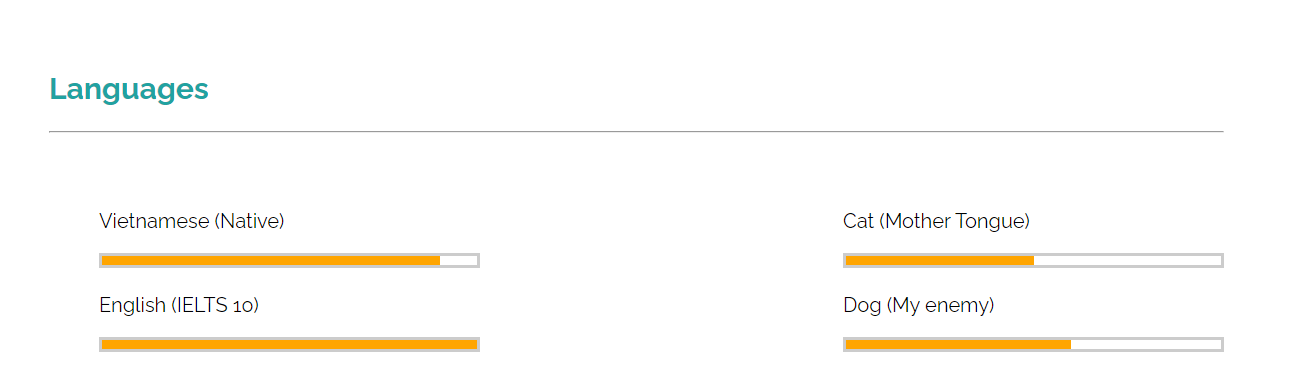 Languages
Vietnamese (Native)
Cat (Mother Tongue)
English (IELTS 10)
Dog (My enemy)